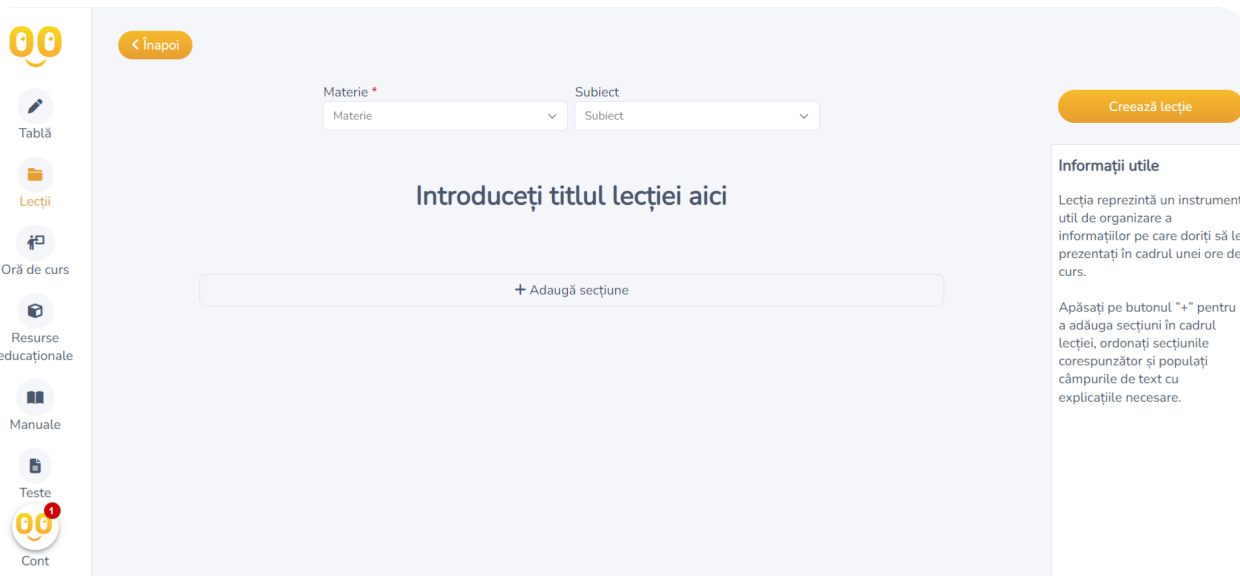 Înapoi
Tablă
Lecții
Oră de curs
Resurse
educaționale
Manuale
Teste
1
Cont
Materie * Subiect
Materie Subiect
Introduceți titlul lecției aici
+ Adaugă secțiune
Creează lecție
Informații utile
Lecția reprezintă un instrument
util de organizare a
informațiilor pe care doriți să le
prezentați în cadrul unei ore de
curs.
Apăsați pe butonul ”+” pentru
a adăuga secțiuni în cadrul
lecției, ordonați secțiunile
corespunzător și populați
câmpurile de text cu
explicațiile necesare.